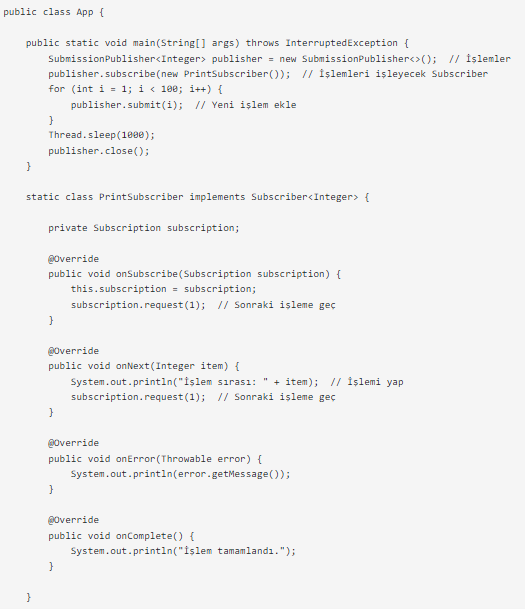 public class App {
    public static void main(String[] args) throws InterruptedException {
        SubmissionPublisher<Integer> publisher = new SubmissionPublisher<>();  // İşlemler
        publisher.subscribe(new PrintSubscriber());  // İşlemleri işleyecek Subscriber
        for (int i = 1; i < 100; i++) {
            publisher.submit(i);  // Yeni işlem ekle
        }
        Thread.sleep(1000);
        publisher.close();
    }
    static class PrintSubscriber implements Subscriber<Integer> {
        private Subscription subscription;
        @Override
        public void onSubscribe(Subscription subscription) {
            this.subscription = subscription;
            subscription.request(1);  // Sonraki işleme geç
        }
        @Override
        public void onNext(Integer item) {
            System.out.println("İşlem sırası: " + item);  // İşlemi yap
            subscription.request(1);  // Sonraki işleme geç
        }
        @Override
        public void onError(Throwable error) {
            System.out.println(error.getMessage());
        }
        @Override
        public void onComplete() {
            System.out.println("İşlem tamamlandı.");
        }
    }